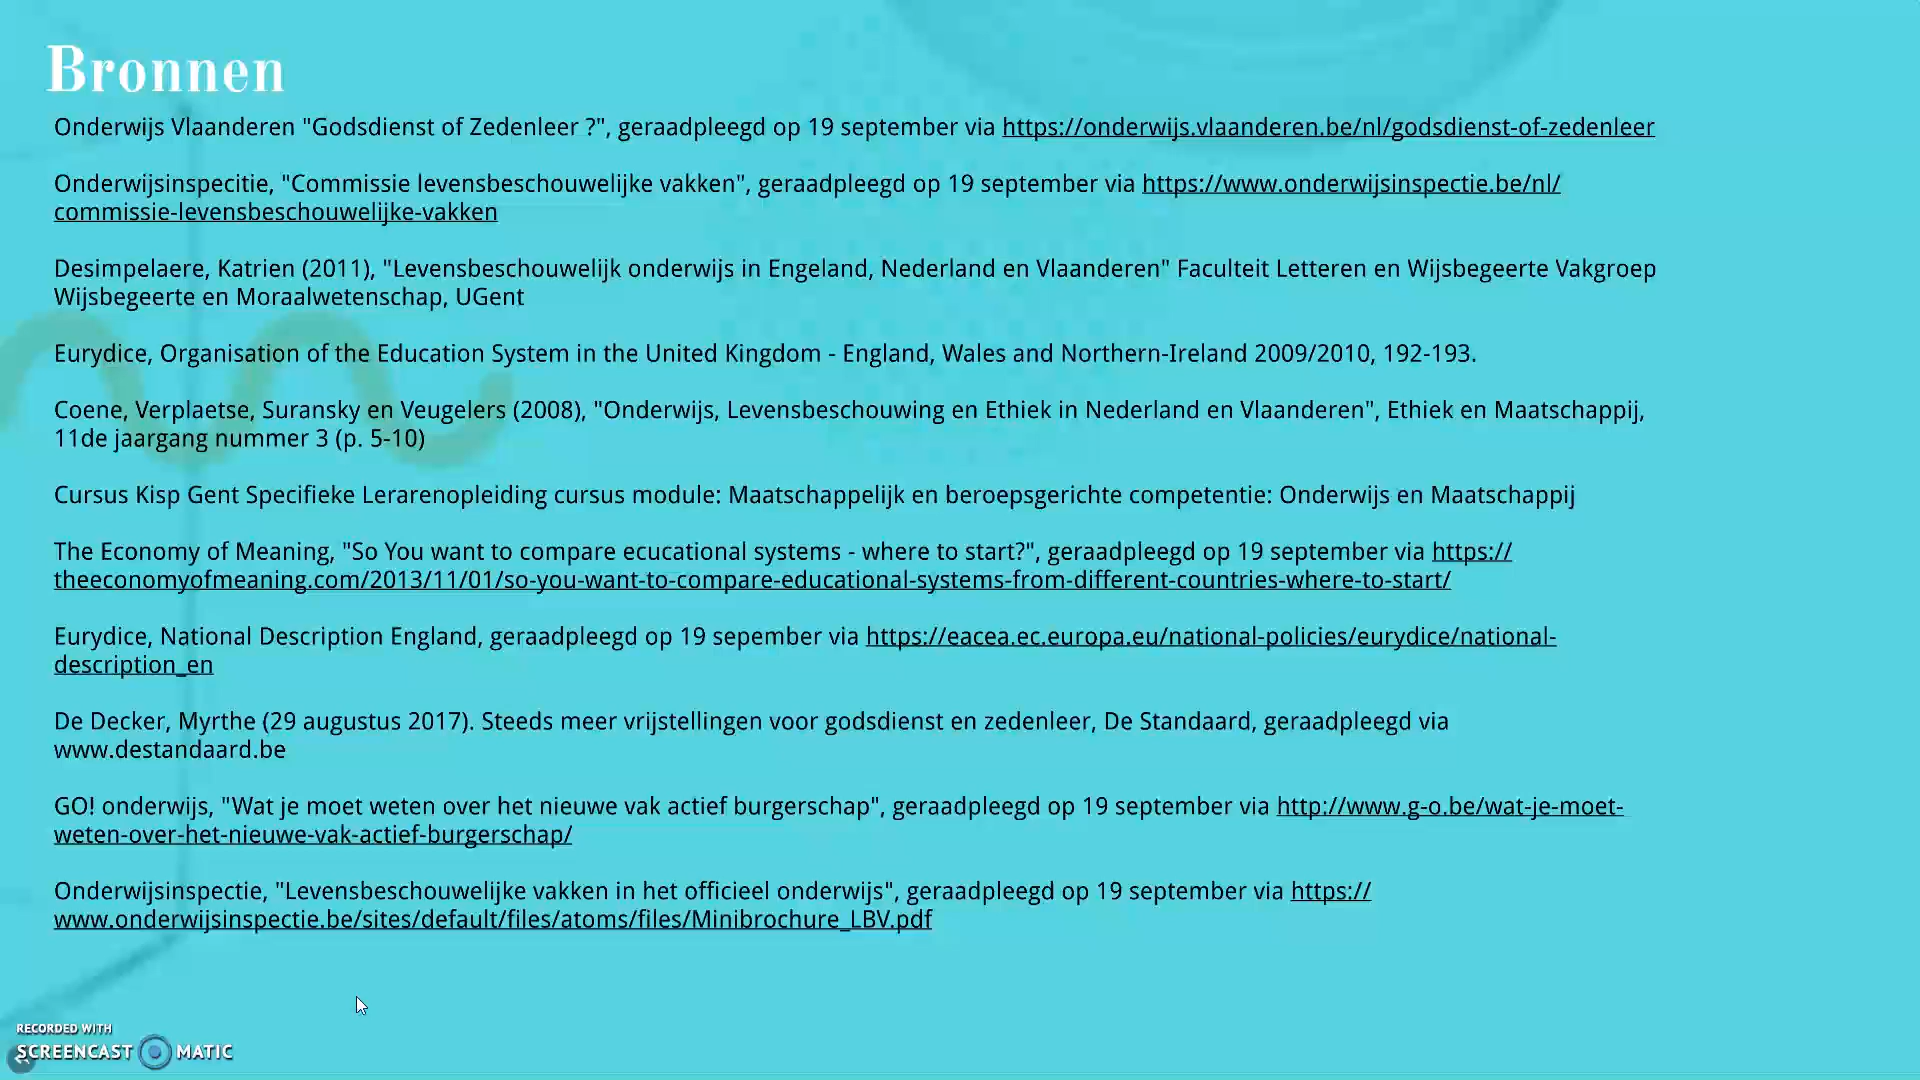 Bronnen
Onderwijs Vlaanderen "Godsdienst of Zedenleer ?", geraadpleegd op 19 september via https://onderwijs.vlaanderen.be/nl/godsdienst-of-zedenleer
Onderwijsinspecitie, "Commissie levensbeschouwelijke vakken", geraadpleegd op 19 september via https://www.onderwijsinspectie.be/nl/
commissie-levensbeschouwelijke-vakken
Desimpelaere, Katrien (2011), "Levensbeschouwelijk onderwijs in Engeland, Nederland en Vlaanderen" Faculteit Letteren en Wijsbegeerte Vakgroep
Wijsbegeerte en Moraalwetenschap, UGent
Eurydice, Organisation of the Education System in the United Kingdom - England, Wales and Northern-Ireland 2009/2010, 192-193.
Coene, Verplaetse, Suransky en Veugelers (2008), "Onderwijs, Levensbeschouwing en Ethiek in Nederland en Vlaanderen", Ethiek en Maatschappij,
11de jaargang nummer 3 (p. 5-10)
Cursus Kisp Gent Specifieke Lerarenopleiding cursus module: Maatschappelijk en beroepsgerichte competentie: Onderwijs en Maatschappij
The Economy of Meaning, "So You want to compare ecucational systems - where to start?", geraadpleegd op 19 september via https://
theeconomyofmeaning.com/2013/11/01/so-you-want-to-compare-educational-systems-from-different-countries-where-to-start/
Eurydice, National Description England, geraadpleegd op 19 sepember via https://eacea.ec.europa.eu/national-policies/eurydice/national-
description_en
De Decker, Myrthe (29 augustus 2017). Steeds meer vrijstellingen voor godsdienst en zedenleer, De Standaard, geraadpleegd via
www.destandaard.be
GO! onderwijs, "Wat je moet weten over het nieuwe vak actief burgerschap", geraadpleegd op 19 september via http://www.g-o.be/wat-je-moet-
weten-over-het-nieuwe-vak-actief-burgerschap/
Onderwijsinspectie, "Levensbeschouwelijke vakken in het officieel onderwijs", geraadpleegd op 19 september via https://
www.onderwijsinspectie.be/sites/default/files/atoms/files/Minibrochure_LBV.pdf
RECORDED WITH
SCREENCAST MATIC